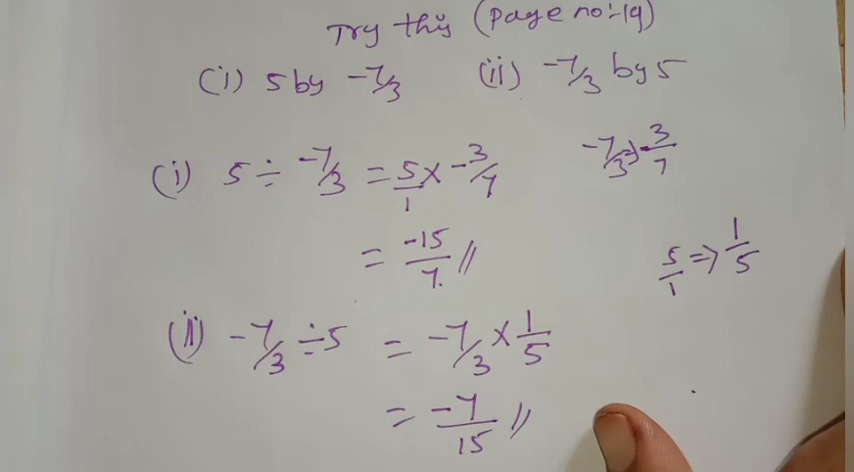 Try this (Page no:-19)
(i) 5 by -7/3 (ii) -7/3 by 5
(i) 5 ÷ -7/3 = 5/1 × -3/7
-7/3 => -3/7
= -15/7 //
5/1 => 1/5
(ii) -7/3 ÷ 5 = -7/3 × 1/5
= -7/15 //